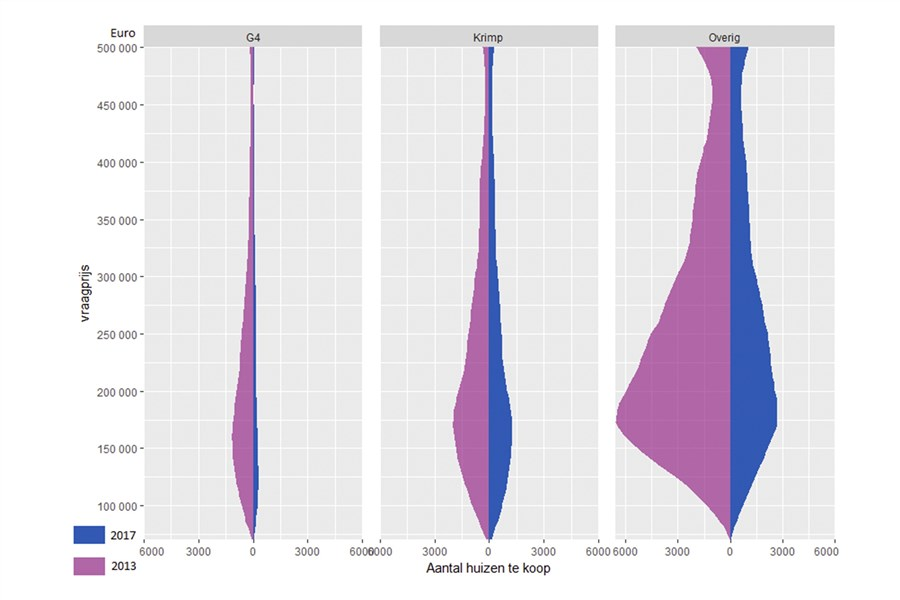 Euro
G4
Krimp
Overig
500 000
450 000
400 000
350 000
300 000
250 000
200 000
150 000
100 000
vraagprijs
6000 3000 0 3000 6000
6000 3000 0 3000 6000
6000 3000 0 3000 6000
Aantal huizen te koop
2017
2013